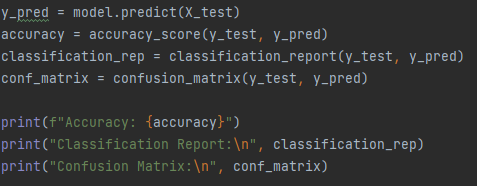 y_pred = model.predict(X_test)
accuracy = accuracy_score(y_test, y_pred)
classification_rep = classification_report(y_test, y_pred)
conf_matrix = confusion_matrix(y_test, y_pred)
print(f"Accuracy: {accuracy}")
print("Classification Report:\n", classification_rep)
print("Confusion Matrix:\n", conf_matrix)